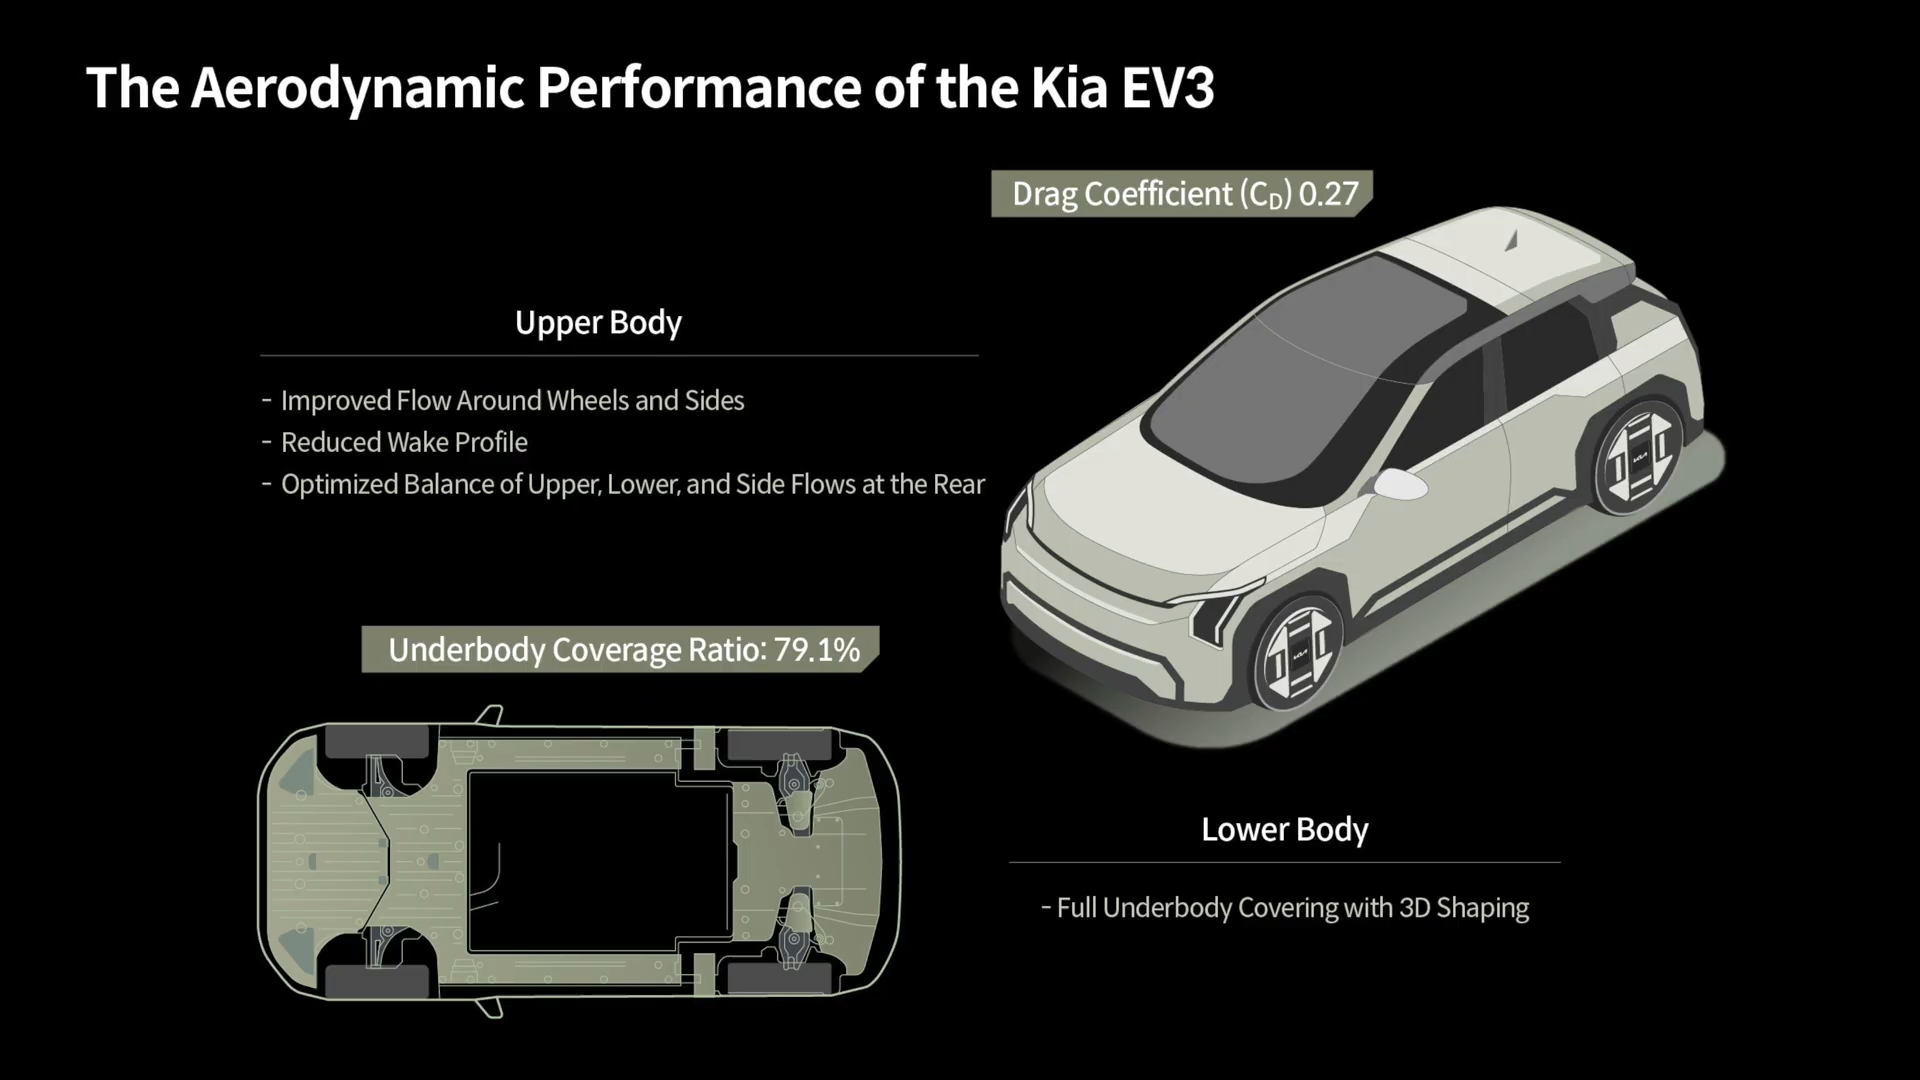 The Aerodynamic Performance of the Kia EV3
Drag Coefficient (CD) 0.27
Upper Body
- Improved Flow Around Wheels and Sides
- Reduced Wake Profile
- Optimized Balance of Upper, Lower, and Side Flows at the Rear
Underbody Coverage Ratio: 79.1%
Lower Body
- Full Underbody Covering with 3D Shaping
KIA
KIA